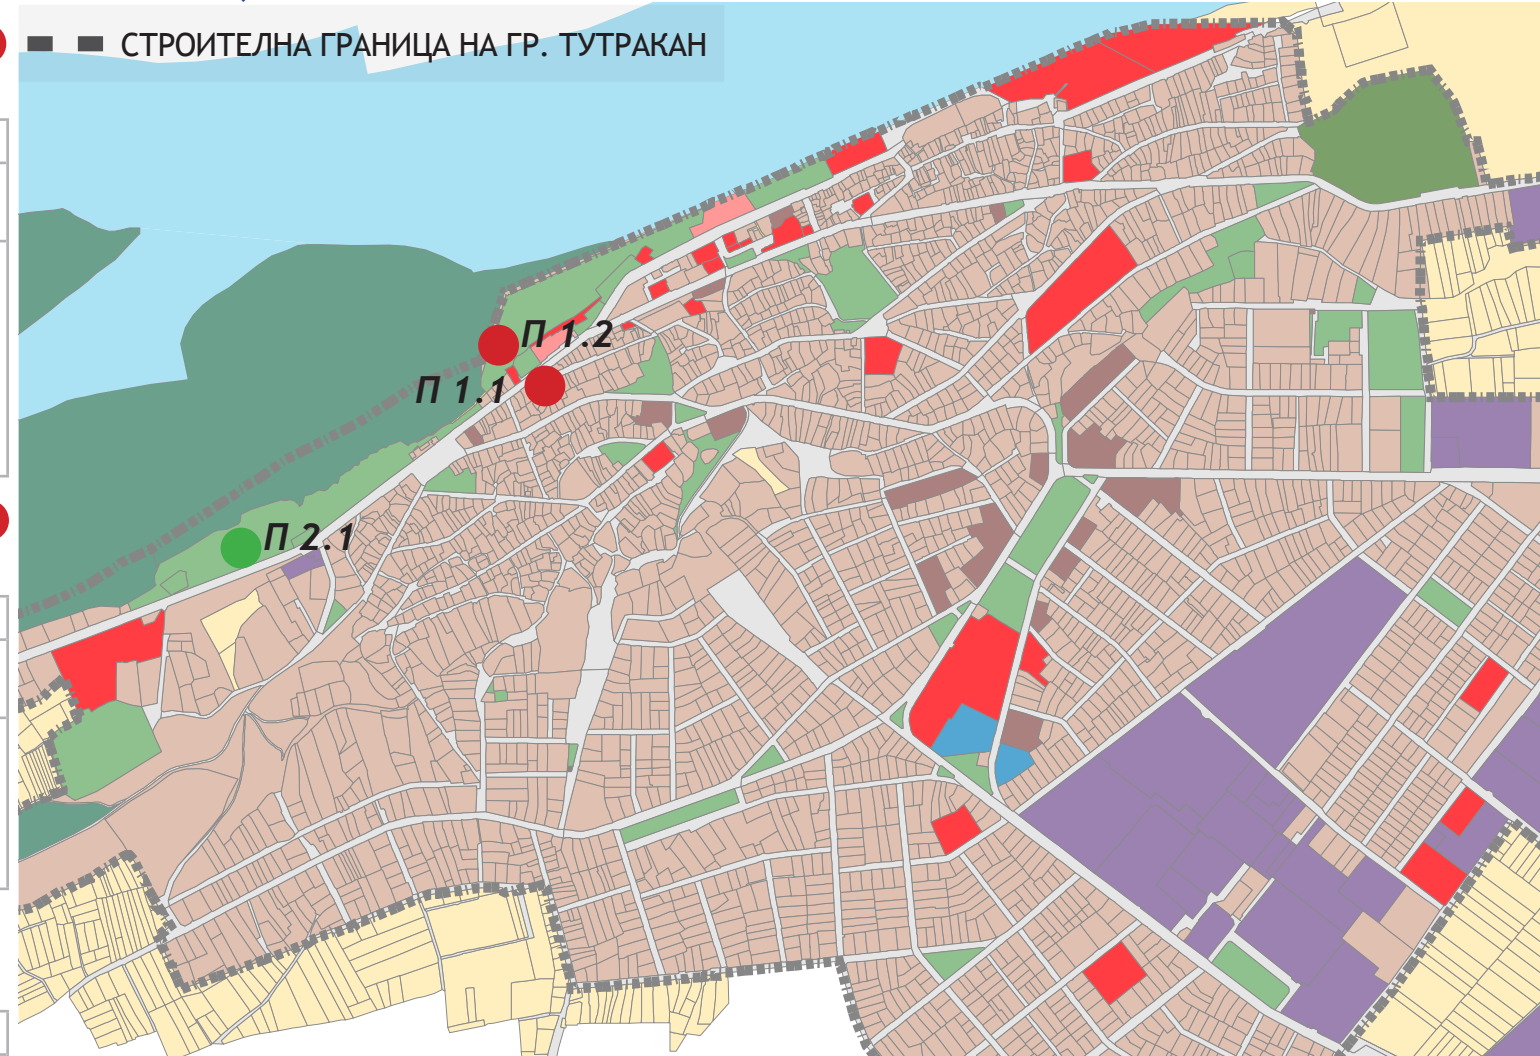 СТРОИТЕЛНА ГРАНИЦА НА ГР. ТУТРАКАН
П 1.2
П 1.1
П 2.1